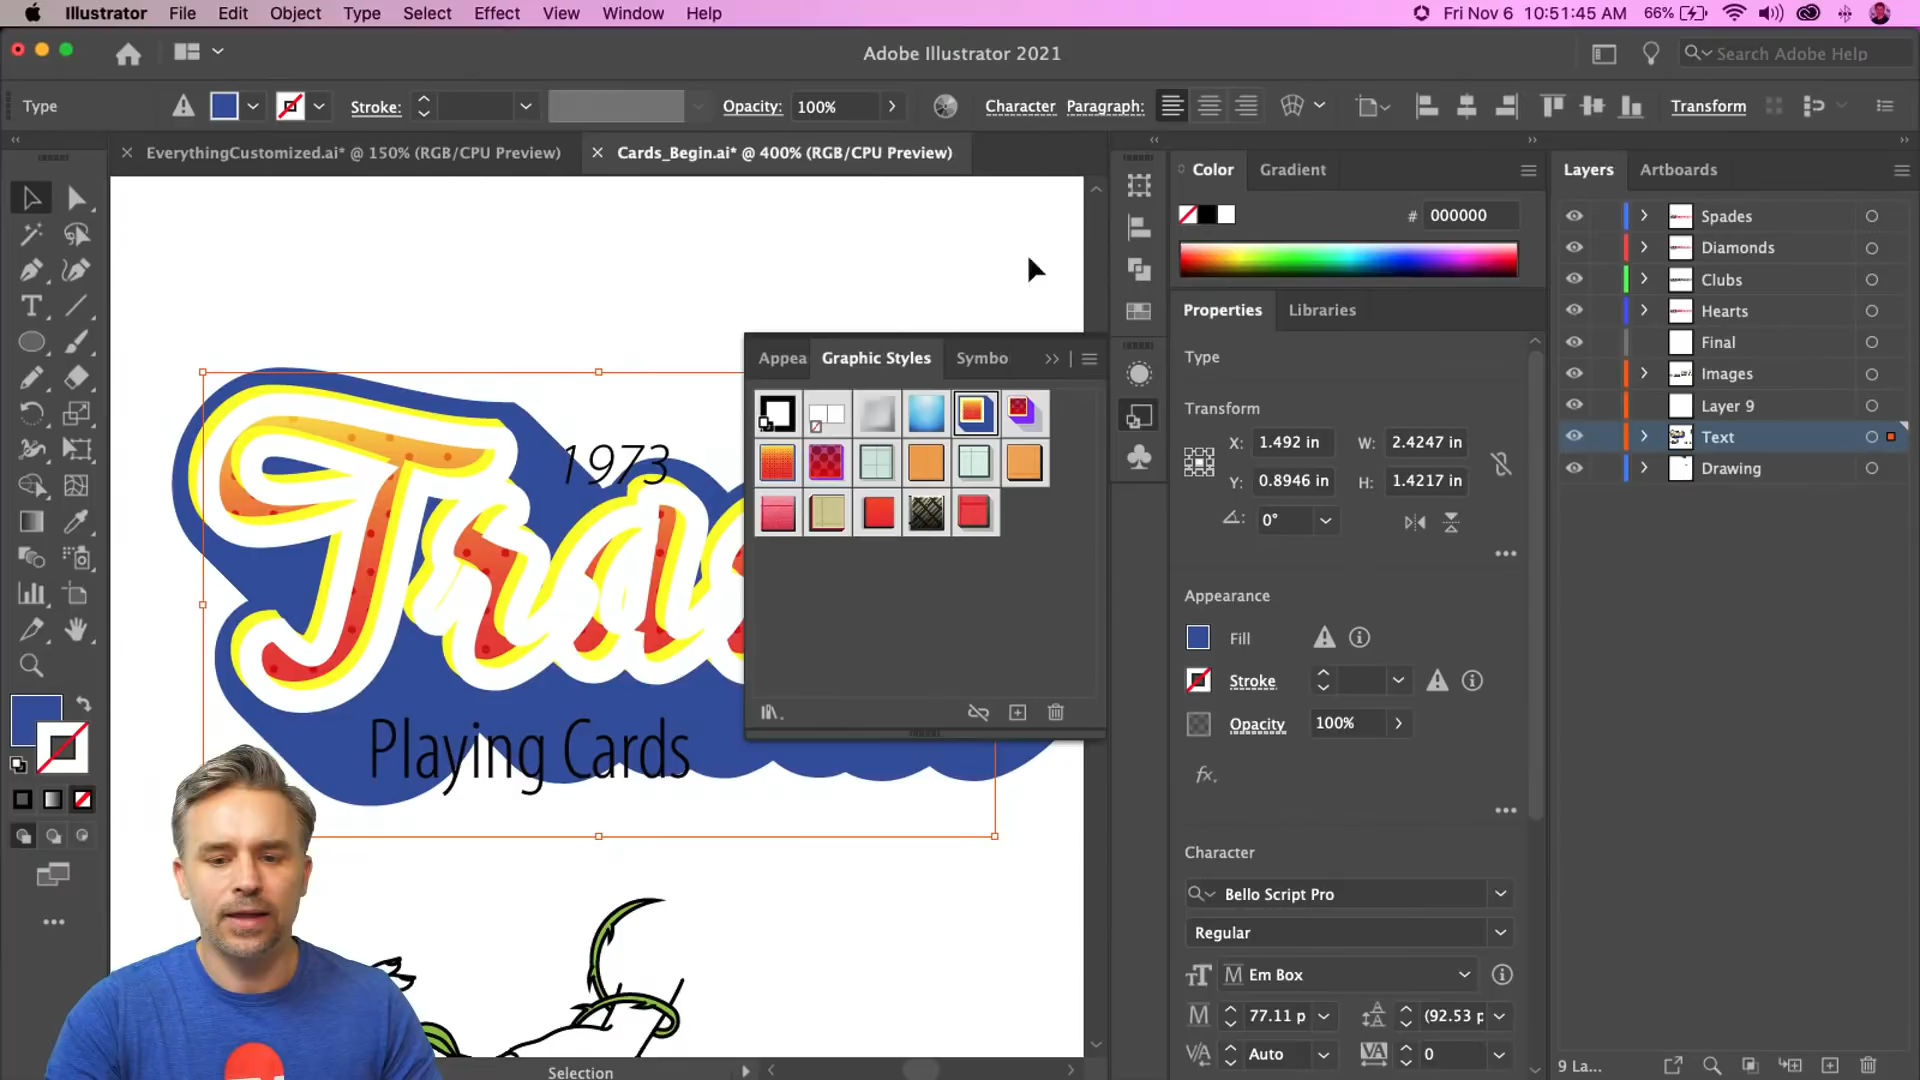 Illustrator File Edit Object Type Select Effect View Window Help
Fri Nov 6 10:51:45 AM 66%
Adobe Illustrator 2021
Search Adobe Help
Type
Stroke:
Opacity: 100%
Character Paragraph:
Transform
EverythingCustomized.ai* @ 150% (RGB/CPU Preview)
Cards_Begin.ai* @ 400% (RGB/CPU Preview)
Color Gradient
# 000000
Layers Artboards
Spades
Diamonds
Clubs
Hearts
Final
Images
Layer 9
Text
Drawing
Properties Libraries
Type
Transform
X: 1.492 in W: 2.4247 in
Y: 0.8946 in H: 1.4217 in
0°
Appea Graphic Styles Symbo
1973
Playing Cards
Appearance
Fill
Stroke
Opacity 100%
fx.
Character
Bello Script Pro
Regular
Em Box
77.11 p (92.53 p
Auto 0
Selection
9 La...